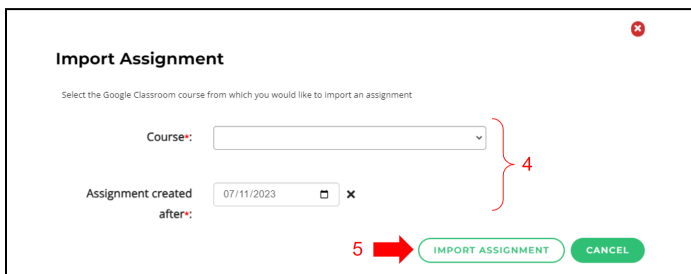 Import Assignment
Select the Google Classroom course from which you would like to import an assignment
Course*:
4
Assignment created after*:
07/11/2023
5
IMPORT ASSIGNMENT
CANCEL